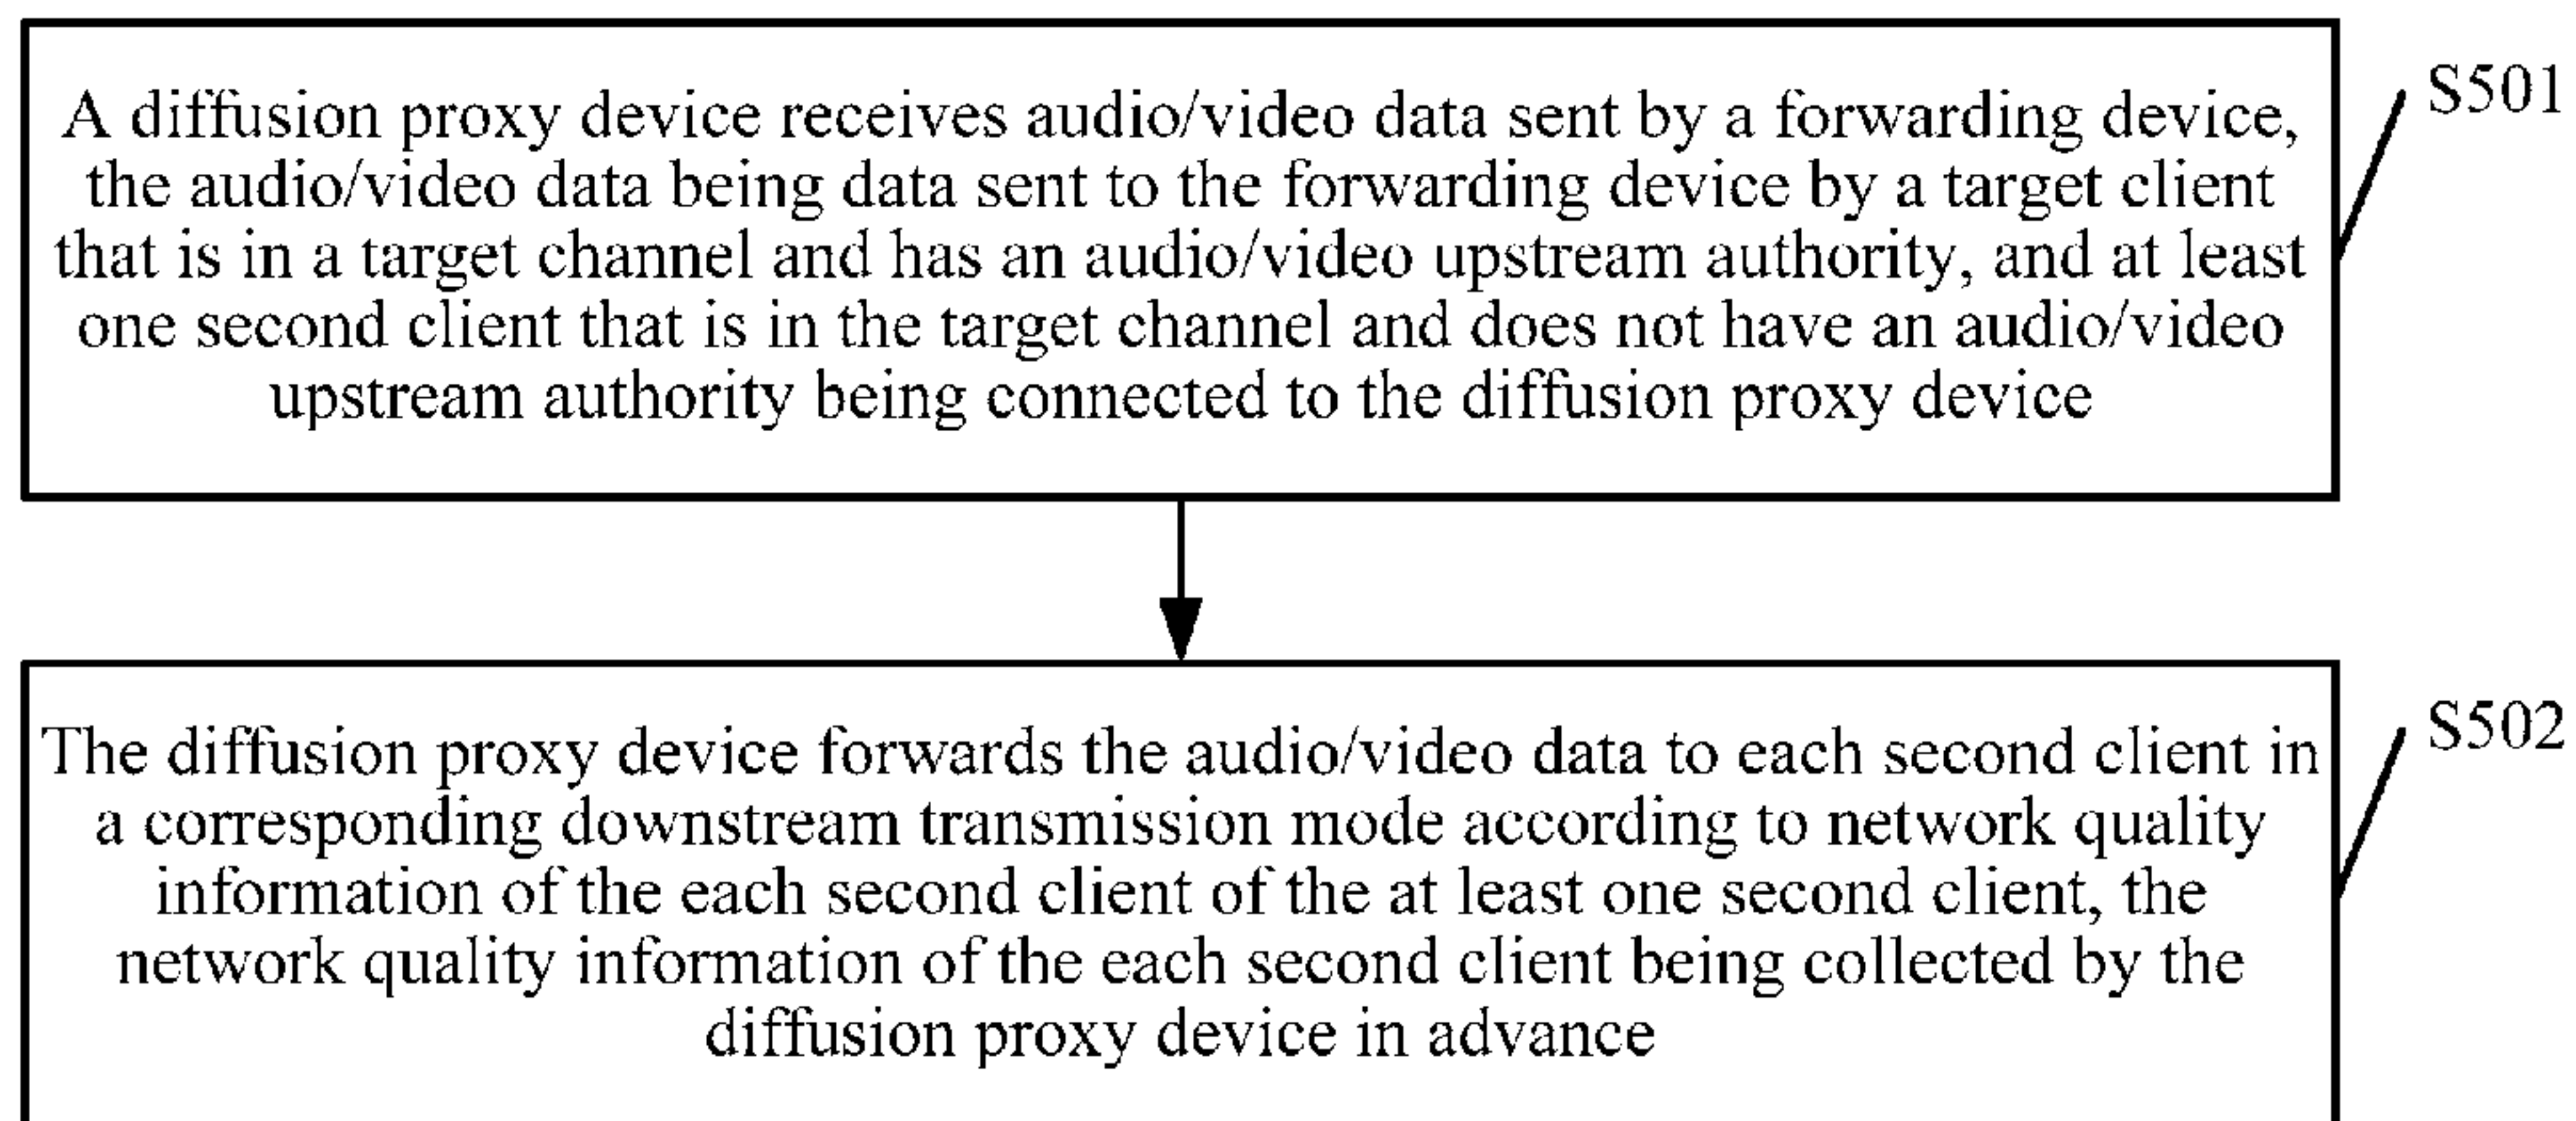 A diffusion proxy device receives audio/video data sent by a forwarding device,
the audio/video data being data sent to the forwarding device by a target client
that is in a target channel and has an audio/video upstream authority, and at least
one second client that is in the target channel and does not have an audio/video
upstream authority being connected to the diffusion proxy device
S501
The diffusion proxy device forwards the audio/video data to each second client in
a corresponding downstream transmission mode according to network quality
information of the each second client of the at least one second client, the
network quality information of the each second client being collected by the
diffusion proxy device in advance
S502